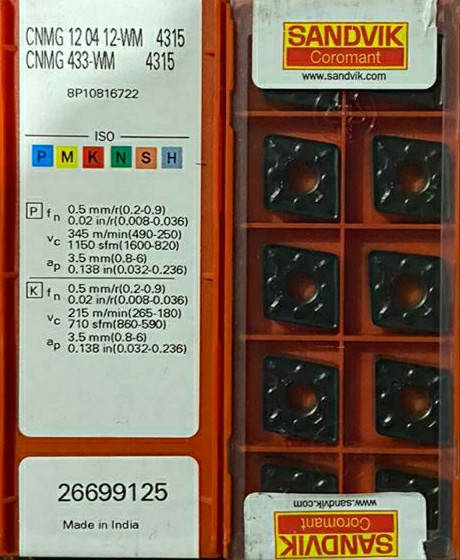 CNMG 12 04 12-WM 4315
CNMG 433-WM 4315
8P10816722
ISO
P M K N S H
P fn 0.5 mm/r(0.2-0.9)
0.02 in/r(0.008-0.036)
vc 345 m/min(490-250)
1150 sfm(1600-820)
ap 3.5 mm(0.8-6)
0.138 in(0.032-0.236)
K fn 0.5 mm/r(0.2-0.9)
0.02 in/r(0.008-0.036)
vc 215 m/min(265-180)
710 sfm(860-590)
ap 3.5 mm(0.8-6)
0.138 in(0.032-0.236)
26699125
Made in India
SANDVIK
Coromant
www.sandvik.com
www.sandvik.com
Coromant
SANDVIK